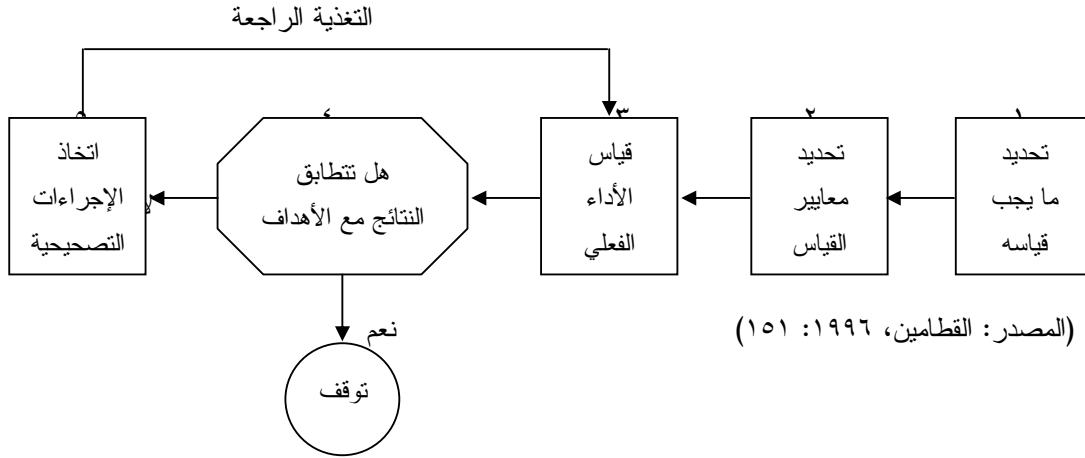 التغذية الراجعة
١
تحديد
ما يجب
قياسه
٢
تحديد
معايير
القياس
٣
قياس
الأداء
الفعلي
٤
هل تتطابق
النتائج مع الأهداف
لا
٥
اتخاذ
الإجراءات
التصحيحية
نعم
توقف
(المصدر: القطامين، ١٩٩٦: ١٥١)